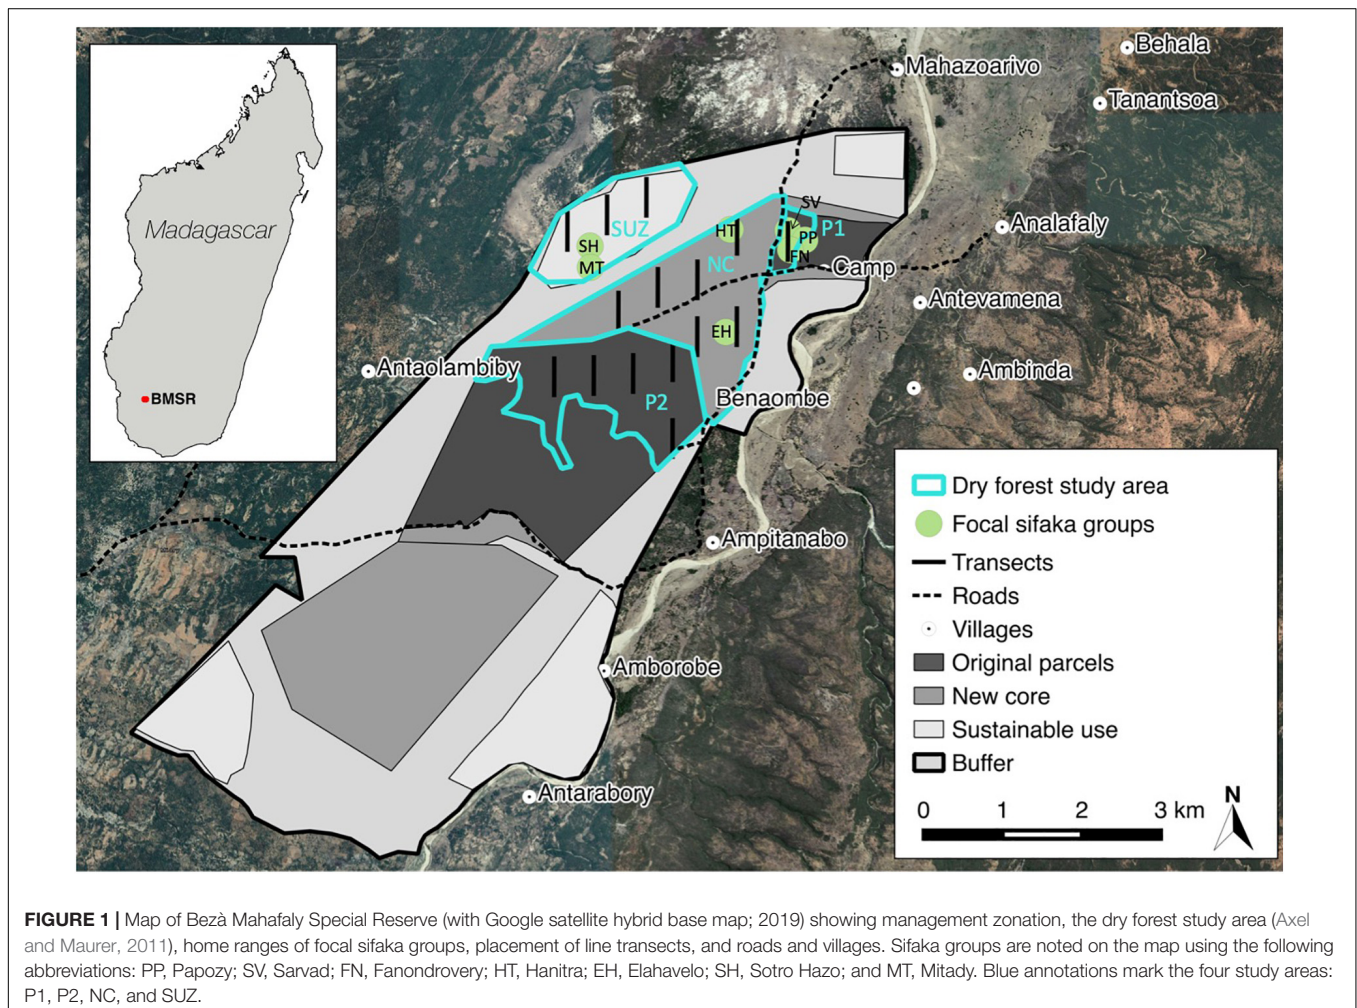 Behala
Mahazoarivo
Tanantsoa
Madagascar
BMSR
SV
SUZ
HT
P1
PP
SH
FN
Analafaly
MT
NC
Camp
Antevamena
EH
Antaolambiby
Ambinda
P2
Benaombe
Ampitanabo
Amborobe
Antarabory
Dry forest study area
Focal sifaka groups
Transects
Roads
Villages
Original parcels
New core
Sustainable use
Buffer
0 1 2 3 km
N
FIGURE 1 | Map of Bezà Mahafaly Special Reserve (with Google satellite hybrid base map; 2019) showing management zonation, the dry forest study area (Axel
and Maurer, 2011), home ranges of focal sifaka groups, placement of line transects, and roads and villages. Sifaka groups are noted on the map using the following
abbreviations: PP, Papozy; SV, Sarvad; FN, Fanondrovery; HT, Hanitra; EH, Elahavelo; SH, Sotro Hazo; and MT, Mitady. Blue annotations mark the four study areas:
P1, P2, NC, and SUZ.